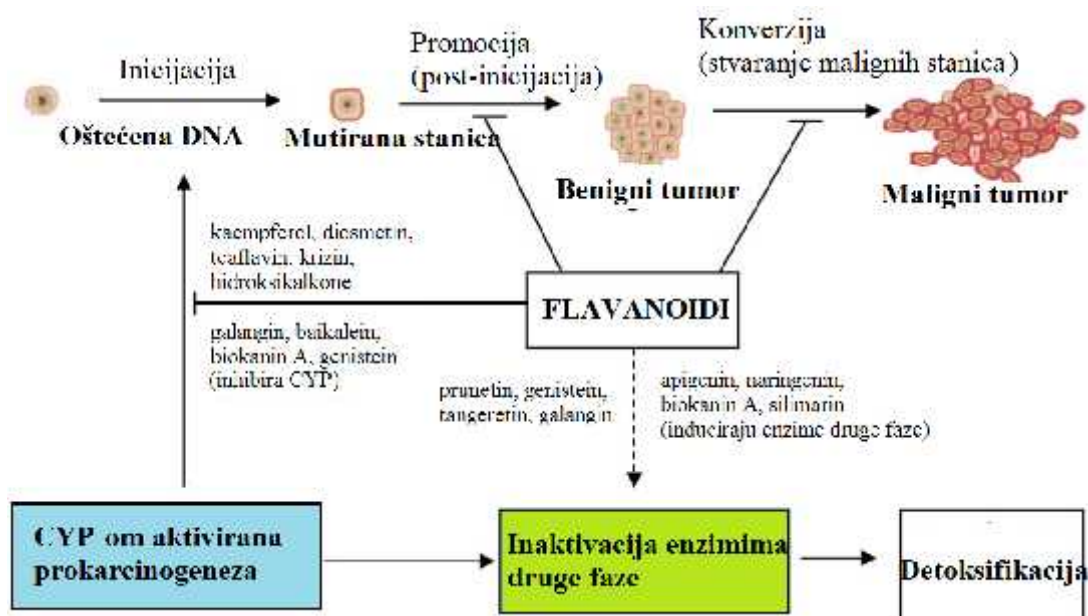 Inicijacija
Promocija
(post-inicijacija)
Konverzija
(stvaranje malignih stanica)
Oštećena DNA
Mutirana stanica
Benigni tumor
Maligni tumor
kaempferol, diosmetin,
teaflavin, krizin,
hidroksikalkone
galangin, baikalein,
biokanin A, genistein
(inhibira CYP)
FLAVANOIDI
prunetin, genistein,
tangeretin, galangin
apigenin, naringenin,
biokanin A, silimarin
(induciraju enzime druge faze)
CYP om aktivirana
prokarcinogeneza
Inaktivacija enzimima
druge faze
Detoksifikacija